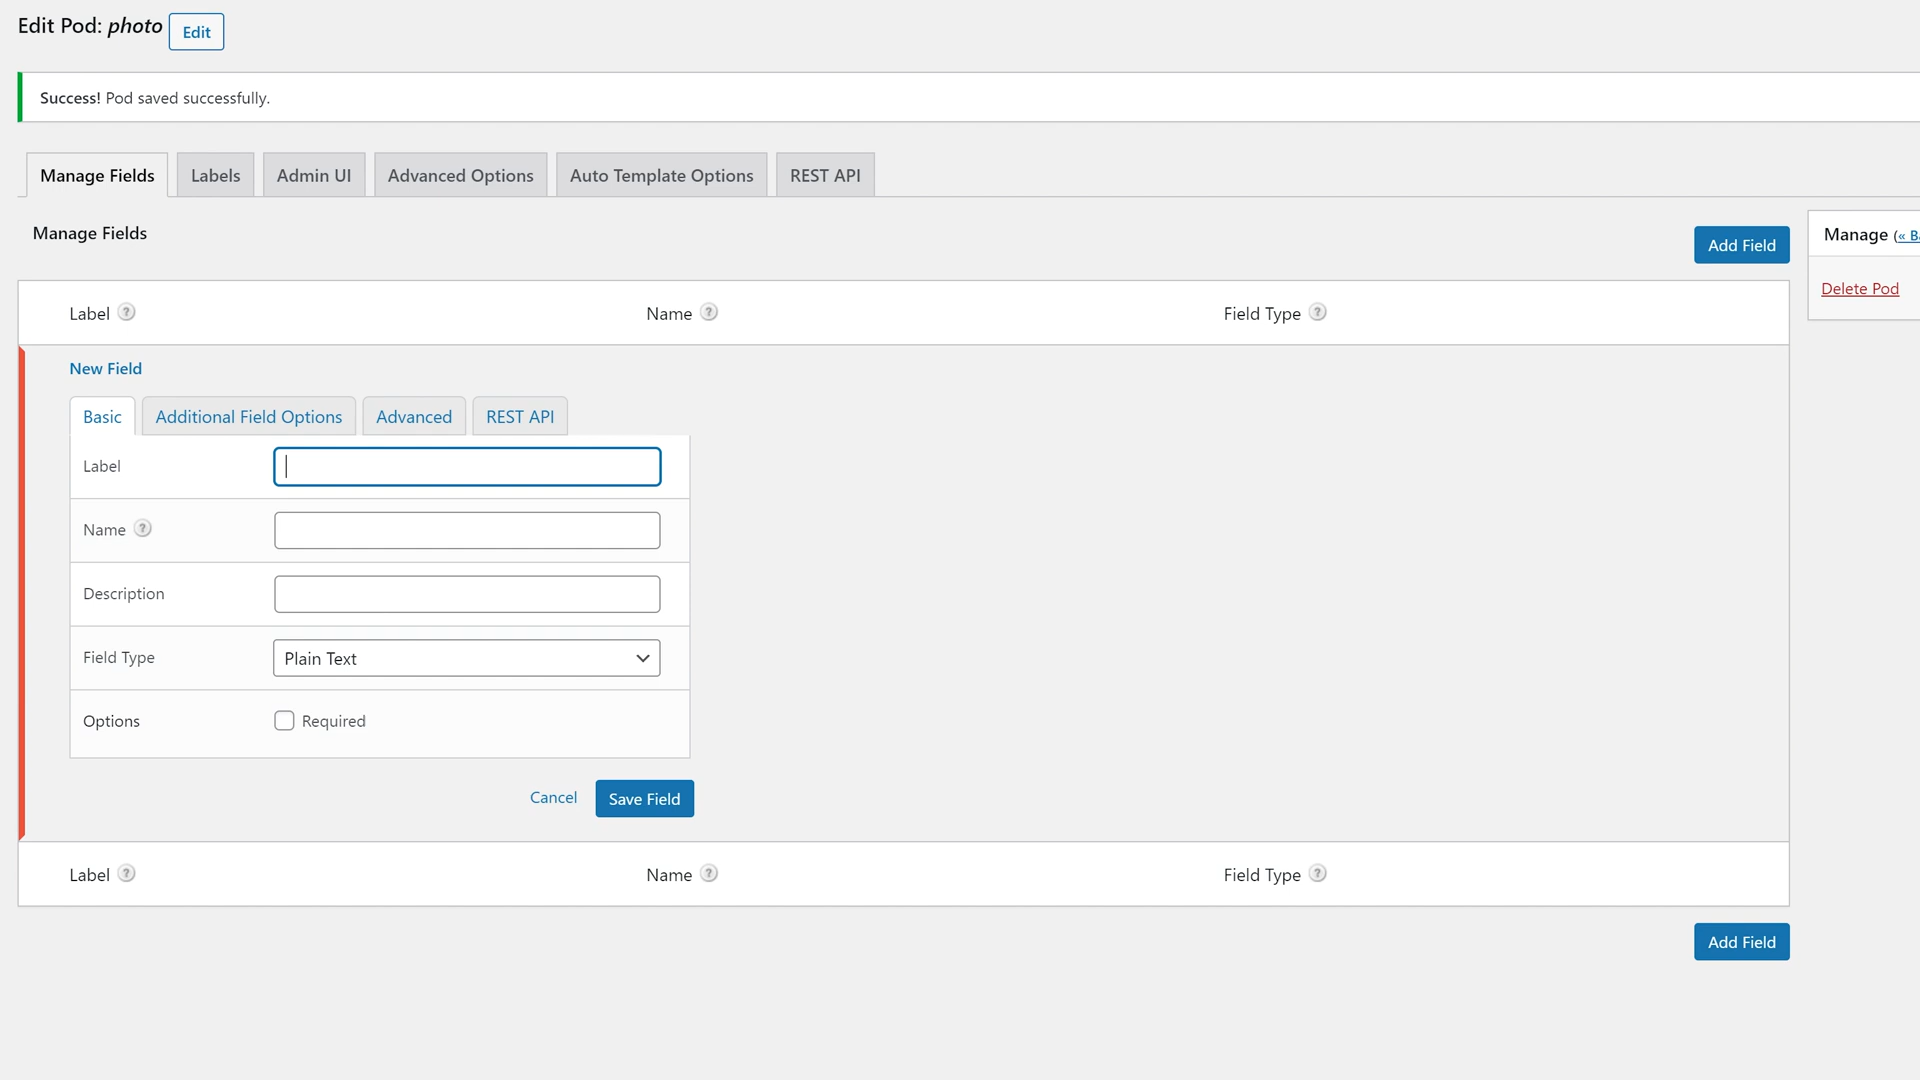 Edit Pod: photo Edit
Success! Pod saved successfully.
Manage Fields Labels Admin UI Advanced Options Auto Template Options REST API
Manage Fields
Add Field
Manage («
Delete Pod
Label ? Name ? Field Type ?
New Field
Basic Additional Field Options Advanced REST API
Label
Name ?
Description
Field Type Plain Text
Options Required
Cancel Save Field
Label ? Name ? Field Type ?
Add Field